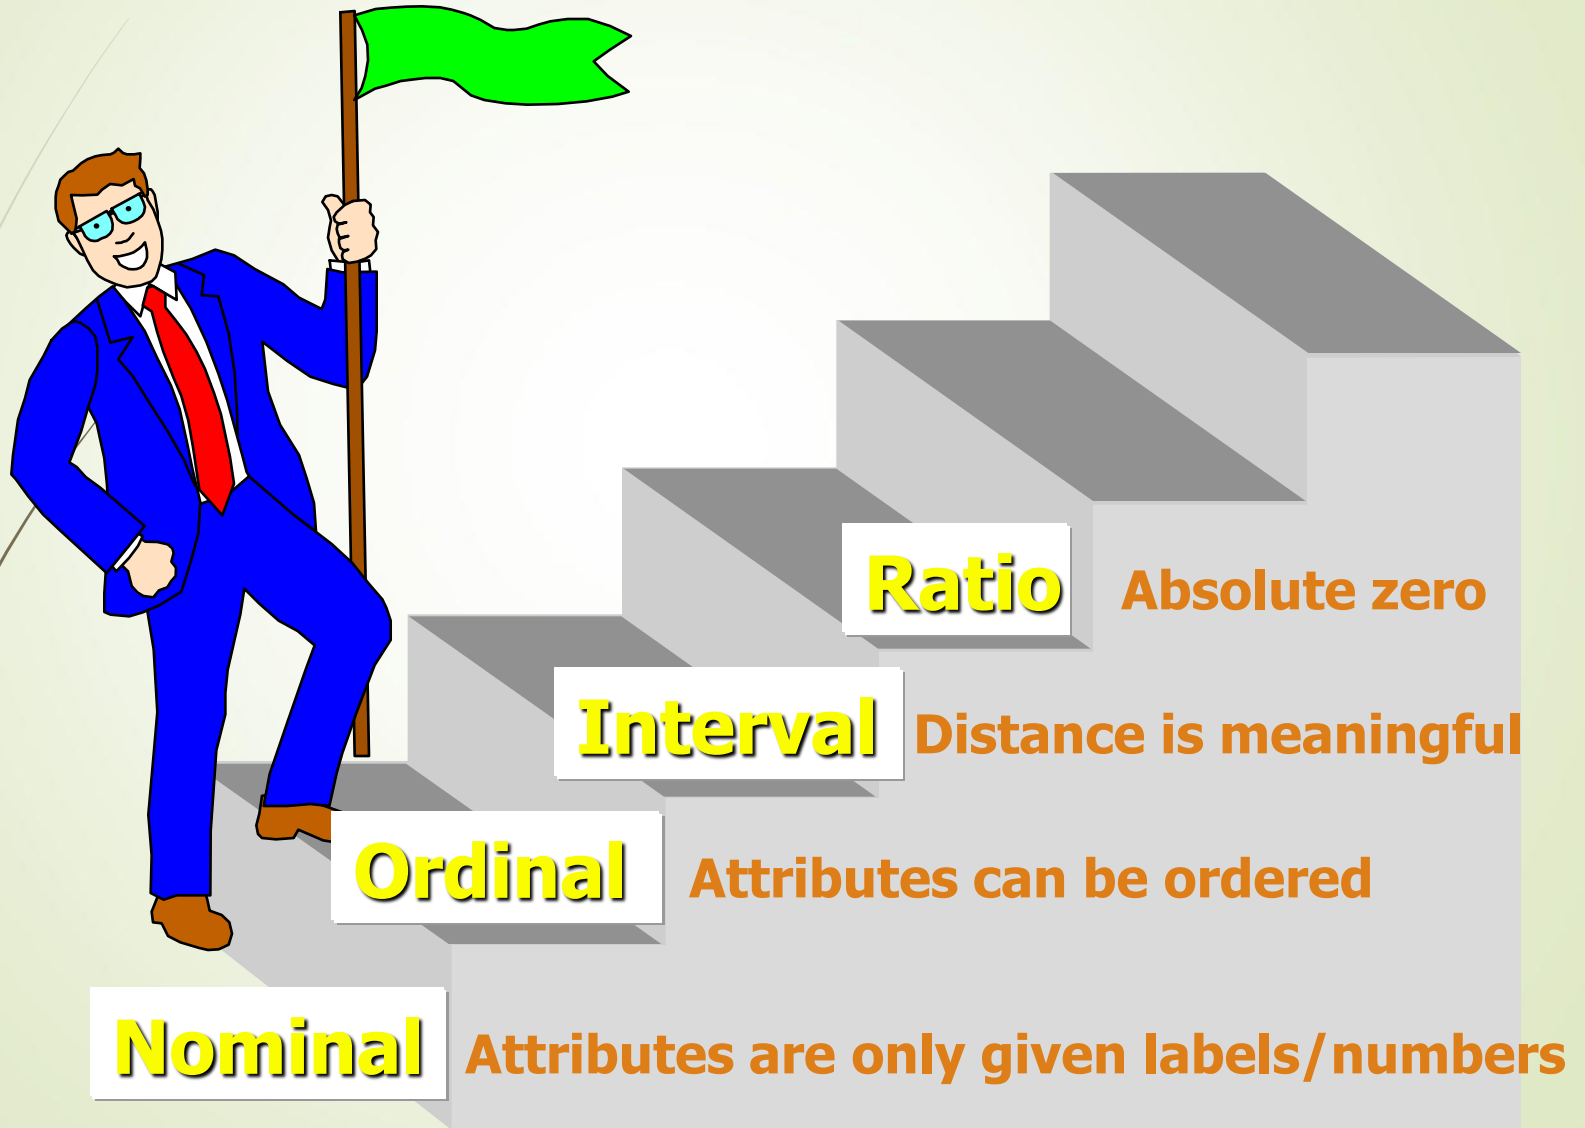 Ratio Absolute zero
Interval Distance is meaningful
Ordinal Attributes can be ordered
Nominal Attributes are only given labels/numbers